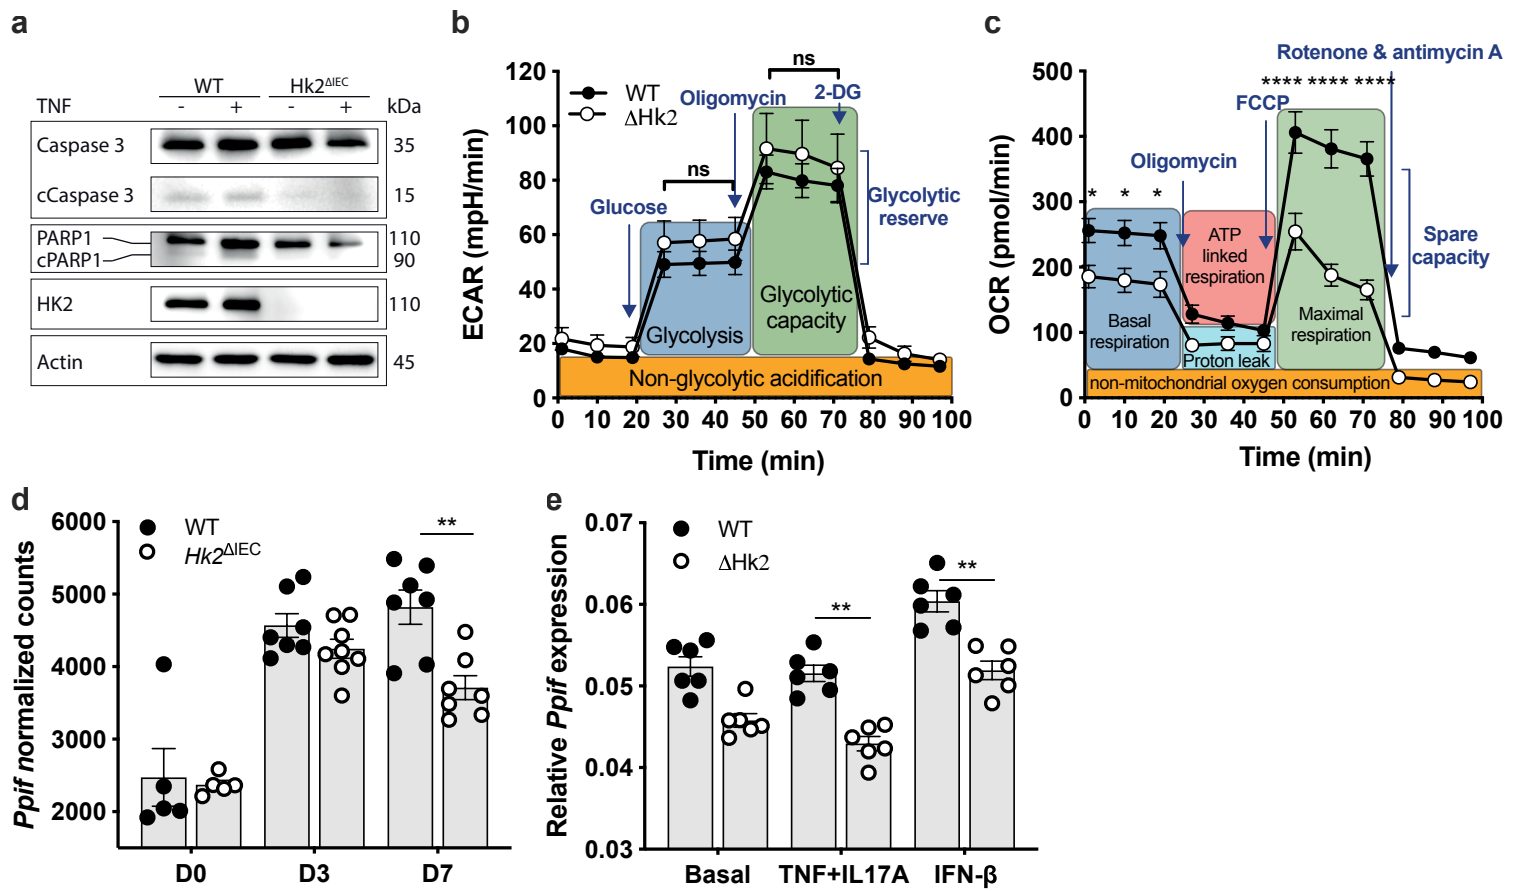 a
WT Hk2ΔIEC
TNF - + - + kDa
Caspase 3 35
cCaspase 3 15
PARP1 110
cPARP1 90
HK2 110
Actin 45
b
ECAR (mpH/min)
120
100
80
60
40
20
0
WT
ΔHk2
Glucose
Oligomycin
2-DG
ns
ns
Glycolytic
reserve
Glycolysis
Glycolytic
capacity
Non-glycolytic acidification
0 10 20 30 40 50 60 70 80 90 100
Time (min)
c
OCR (pmol/min)
500
400
300
200
100
0
Rotenone & antimycin A
**** **** ****
FCCP
Oligomycin
* * *
ATP
linked
respiration
Basal
respiration
Proton leak
Maximal
respiration
Spare
capacity
non-mitochondrial oxygen consumption
0 10 20 30 40 50 60 70 80 90 100
Time (min)
d
Ppif normalized counts
6000
5000
4000
3000
2000
WT
Hk2ΔIEC
**
D0 D3 D7
e
Relative Ppif expression
0.07
0.06
0.05
0.04
0.03
WT
ΔHk2
**
**
Basal TNF+IL17A IFN-β